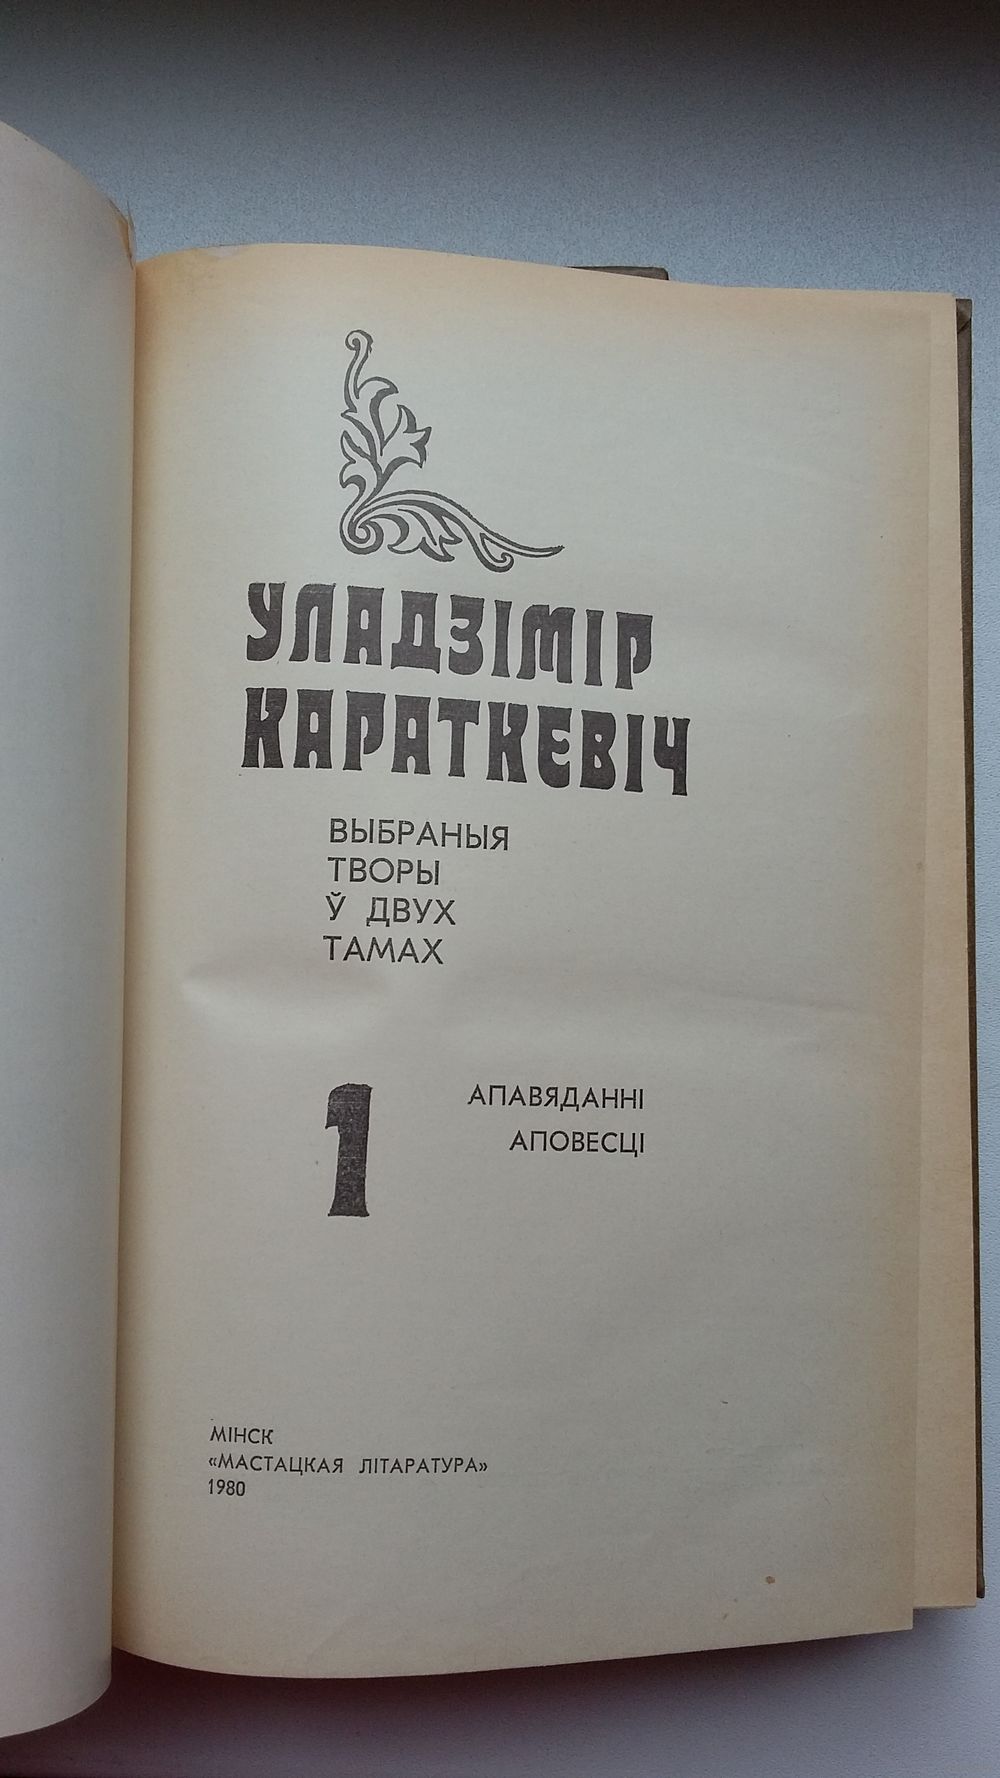 УЛАДЗІМІР
КАРАТКЕВІЧ
ВЫБРАНЫЯ
ТВОРЫ
Ў ДВУХ
ТАМАХ
1
АПАВЯДАННІ
АПОВЕСЦІ
МІНСК
«МАСТАЦКАЯ ЛІТАРАТУРА»
1980